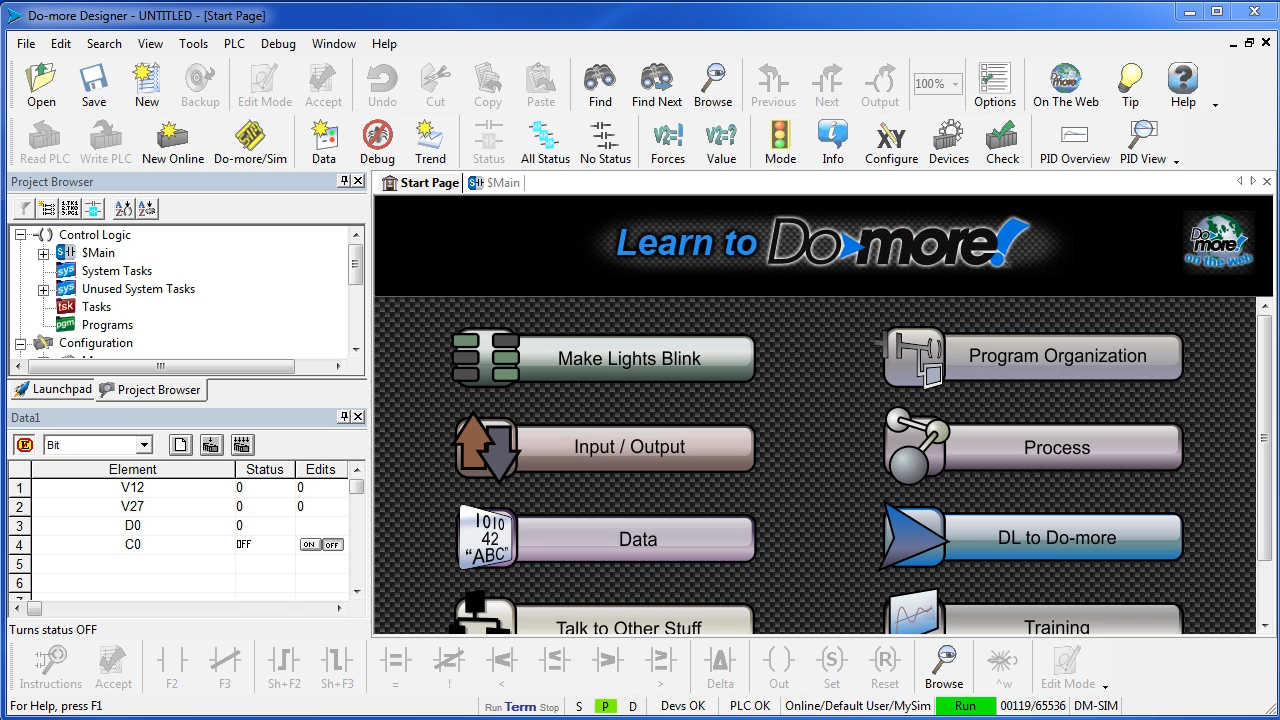 Do-more Designer - UNTITLED - [Start Page]
File Edit Search View Tools PLC Debug Window Help
Open Save New Backup Edit Mode Accept Undo Cut Copy Paste Find Find Next Browse Previous Next Output 100% Options On The Web Tip Help
Read PLC Write PLC New Online Do-more/Sim Data Debug Trend Status All Status No Status Forces Value Mode Info Configure Devices Check PID Overview PID View
Project Browser
Start Page $Main
Control Logic
$Main
System Tasks
Unused System Tasks
Tasks
Programs
Configuration
Launchpad Project Browser
Data1
Bit
Element Status Edits
1 V12 0 0
2 V27 0 0
3 D0 0
4 C0 OFF ON OFF
5
6
Turns status OFF
Learn to Do-more!
Do-more! on the web
Make Lights Blink
Program Organization
Input / Output
Process
1010 42 "ABC"
Data
DL to Do-more
Talk to Other Stuff
Training
Instructions Accept F2 F3 Sh+F2 Sh+F3 = ! < > Delta Out Set Reset Browse ^w Edit Mode
For Help, press F1 Run Term Stop S P D Devs OK PLC OK Online/Default User/MySim Run 00119/65536 DM-SIM